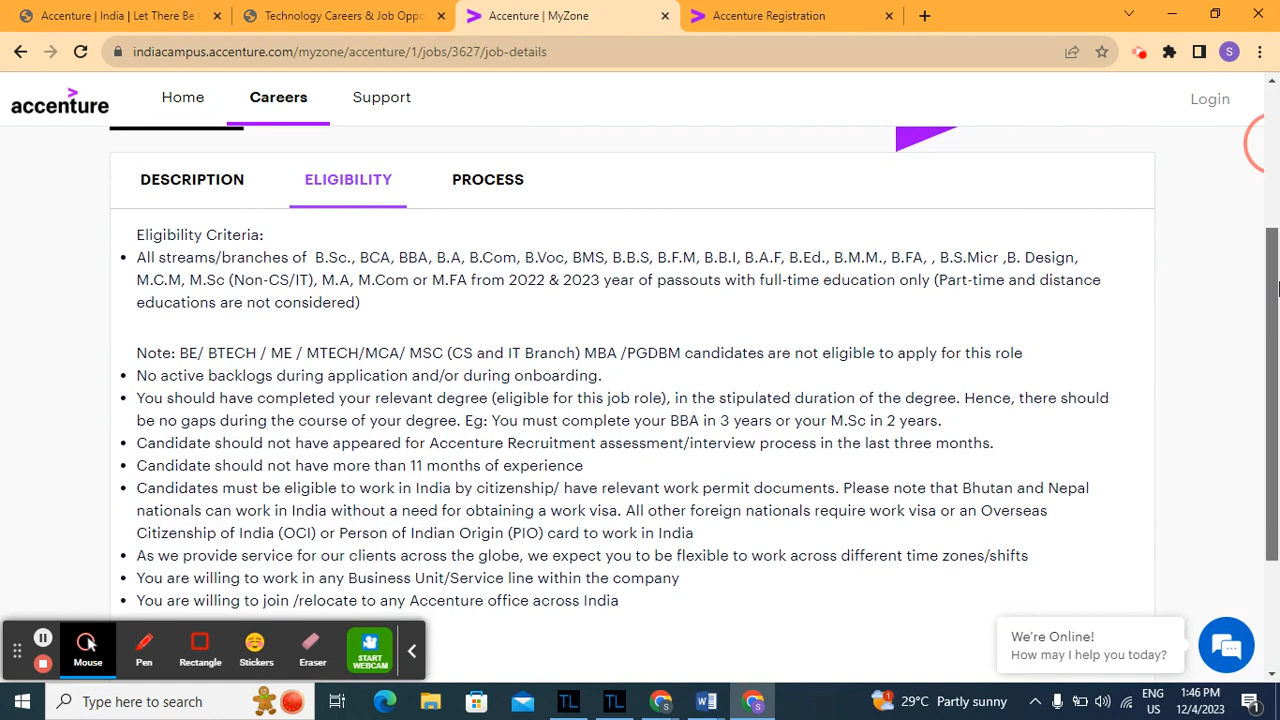 Accenture | India | Let There Be C
Technology Careers & Job Oppo
Accenture | MyZone
Accenture Registration
indiacampus.accenture.com/myzone/accenture/1/jobs/3627/job-details
S
accenture
Home
Careers
Support
Login
DESCRIPTION
ELIGIBILITY
PROCESS
Eligibility Criteria:
• All streams/branches of B.Sc., BCA, BBA, B.A, B.Com, B.Voc, BMS, B.B.S, B.F.M, B.B.I, B.A.F, B.Ed., B.M.M., B.FA, , B.S.Micr ,B. Design,
M.C.M, M.Sc (Non-CS/IT), M.A, M.Com or M.FA from 2022 & 2023 year of passouts with full-time education only (Part-time and distance
educations are not considered)
Note: BE/ BTECH / ME / MTECH/MCA/ MSC (CS and IT Branch) MBA /PGDBM candidates are not eligible to apply for this role
• No active backlogs during application and/or during onboarding.
• You should have completed your relevant degree (eligible for this job role), in the stipulated duration of the degree. Hence, there should
be no gaps during the course of your degree. Eg: You must complete your BBA in 3 years or your M.Sc in 2 years.
• Candidate should not have appeared for Accenture Recruitment assessment/interview process in the last three months.
• Candidate should not have more than 11 months of experience
• Candidates must be eligible to work in India by citizenship/ have relevant work permit documents. Please note that Bhutan and Nepal
nationals can work in India without a need for obtaining a work visa. All other foreign nationals require work visa or an Overseas
Citizenship of India (OCI) or Person of Indian Origin (PIO) card to work in India
• As we provide service for our clients across the globe, we expect you to be flexible to work across different time zones/shifts
• You are willing to work in any Business Unit/Service line within the company
• You are willing to join /relocate to any Accenture office across India
Mouse
Pen
Rectangle
Stickers
Eraser
START
WEBCAM
We're Online!
How may I help you today?
Type here to search
TL
TL
29°C Partly sunny
ENG
US
1:46 PM
12/4/2023
1